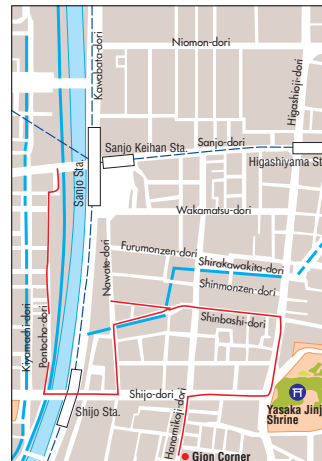 Niomon-dori
Kawabata-dori
Higashioji-dori
Sanjo-dori
Sanjo Keihan Sta.
Higashiyama St
Sanjo Sta.
Wakamatsu-dori
Furumonzen-dori
Shirakawakita-dori
Nawate-dori
Shinmonzen-dori
Shinbashi-dori
Kiyamachi-dori
Pontocho-dori
Shijo-dori
Shijo Sta.
Hanamikoji-dori
Yasaka Jinj
Shrine
Gion Corner